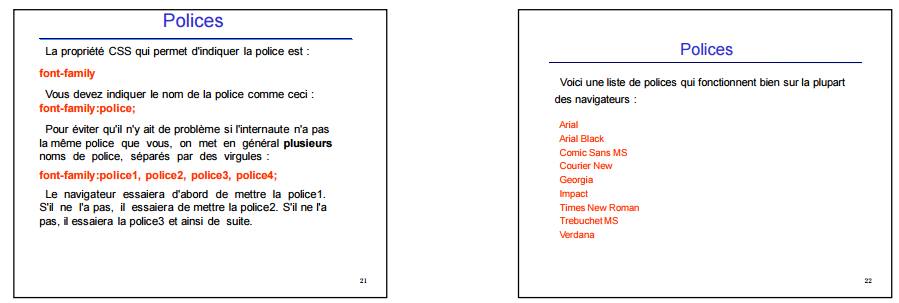 Polices
La propriété CSS qui permet d'indiquer la police est :
font-family
Vous devez indiquer le nom de la police comme ceci :
font-family:police;
Pour éviter qu'il n'y ait de problème si l'internaute n'a pas
la même police que vous, on met en général plusieurs
noms de police, séparés par des virgules :
font-family:police1, police2, police3, police4;
Le navigateur essaiera d'abord de mettre la police1.
S'il ne l'a pas, il essaiera de mettre la police2. S'il ne l'a
pas, il essaiera la police3 et ainsi de suite.
21
Polices
Voici une liste de polices qui fonctionnent bien sur la plupart
des navigateurs :
Arial
Arial Black
Comic Sans MS
Courier New
Georgia
Impact
Times New Roman
Trebuchet MS
Verdana
22